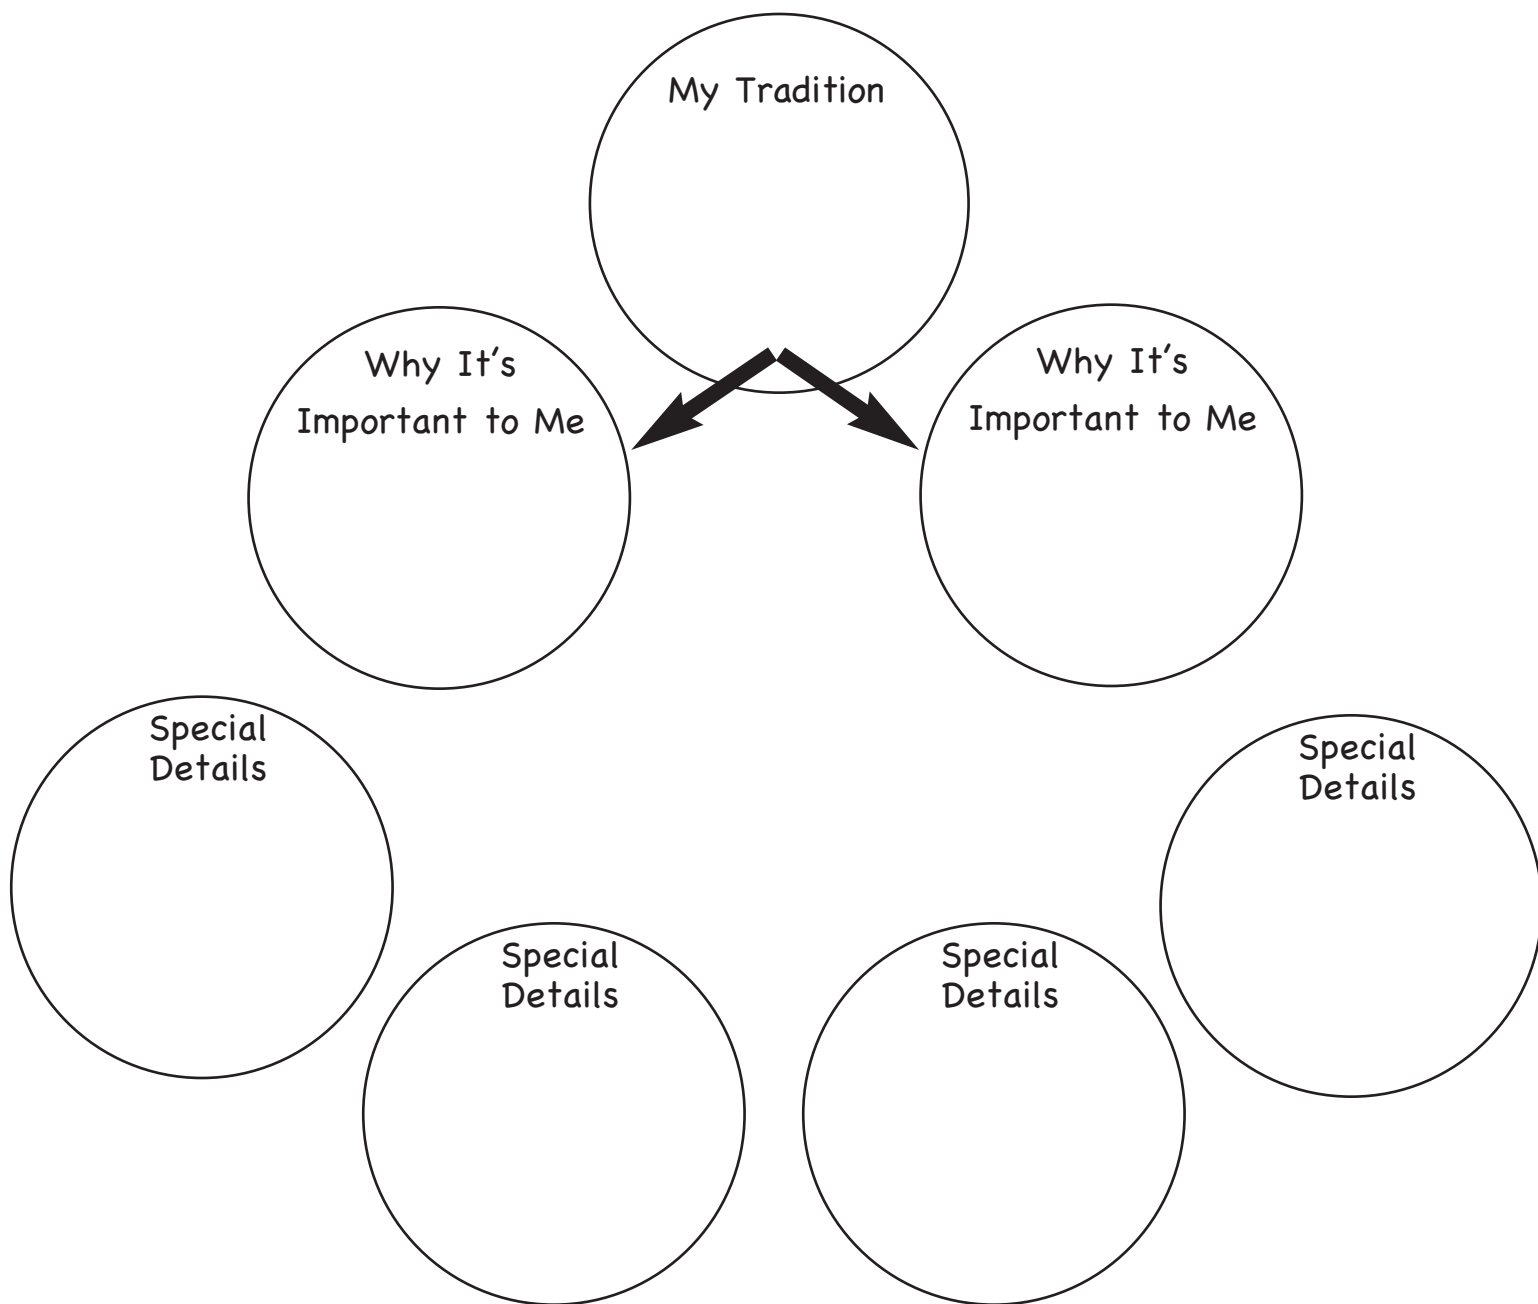 My Tradition
Why It's
Important to Me
Why It's
Important to Me
Special
Details
Special
Details
Special
Details
Special
Details